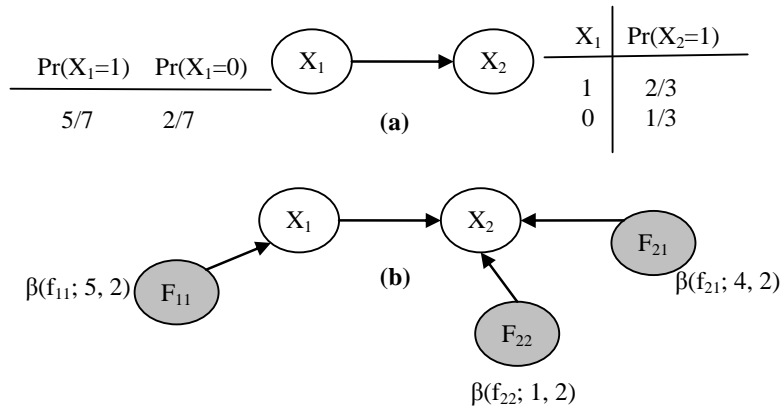 Pr(X₁=1) Pr(X₁=0)
5/7 2/7
X₁
X₂
X₁ Pr(X₂=1)
1 2/3
0 1/3
(a)
X₁
X₂
F₁₁
β(f₁₁; 5, 2)
F₂₁
β(f₂₁; 4, 2)
(b)
F₂₂
β(f₂₂; 1, 2)